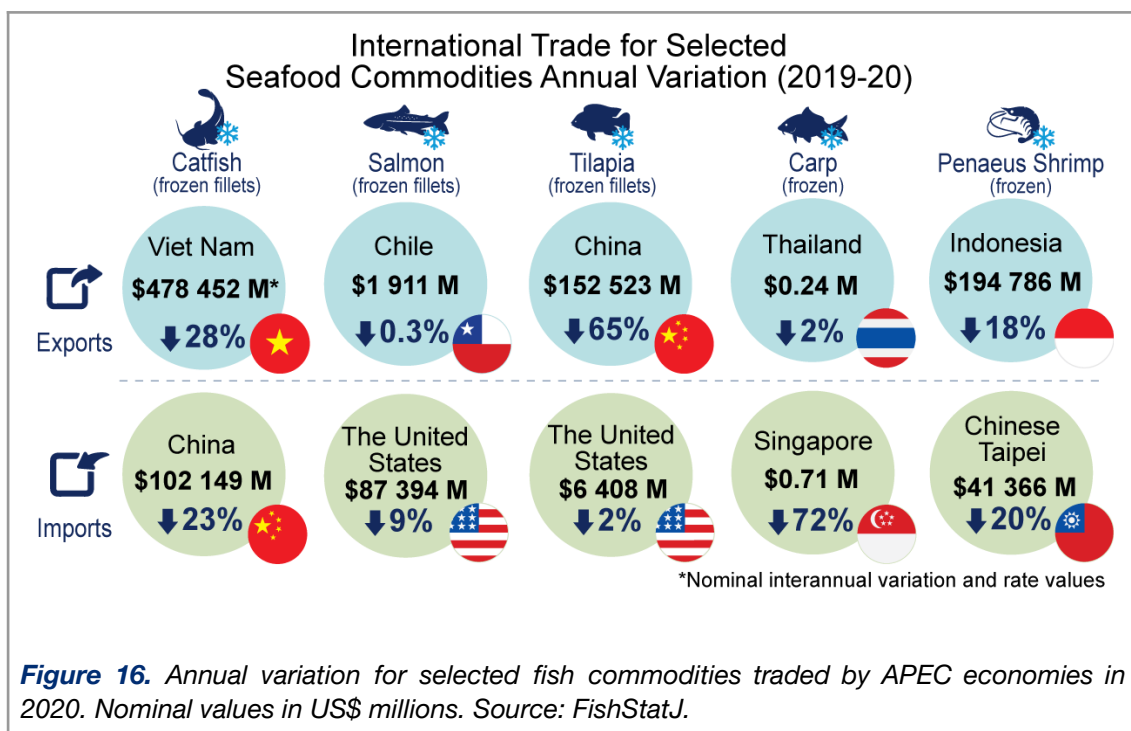 International Trade for Selected
Seafood Commodities Annual Variation (2019-20)
Catfish
(frozen fillets)
Salmon
(frozen fillets)
Tilapia
(frozen fillets)
Carp
(frozen)
Penaeus Shrimp
(frozen)
Exports
Viet Nam
$478 452 M*
28%
Chile
$1 911 M
0.3%
China
$152 523 M
65%
Thailand
$0.24 M
2%
Indonesia
$194 786 M
18%
Imports
China
$102 149 M
23%
The United
States
$87 394 M
9%
The United
States
$6 408 M
2%
Singapore
$0.71 M
72%
Chinese
Taipei
$41 366 M
20%
*Nominal interannual variation and rate values
Figure 16. Annual variation for selected fish commodities traded by APEC economies in
2020. Nominal values in US$ millions. Source: FishStatJ.